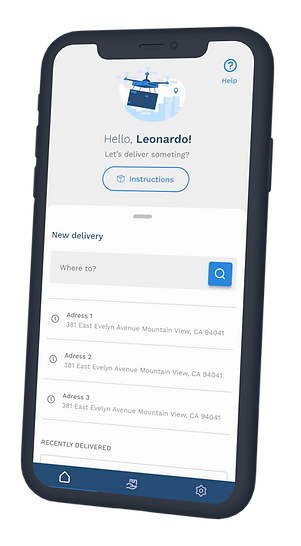 Help
Hello, Leonardo!
Let's deliver someting?
Instructions
New delivery
Where to?
Adress 1
381 East Evelyn Avenue Mountain View, CA 94041
Adress 2
381 East Evelyn Avenue Mountain View, CA 94041
Adress 3
381 East Evelyn Avenue Mountain View, CA 94041
RECENTLY DELIVERED